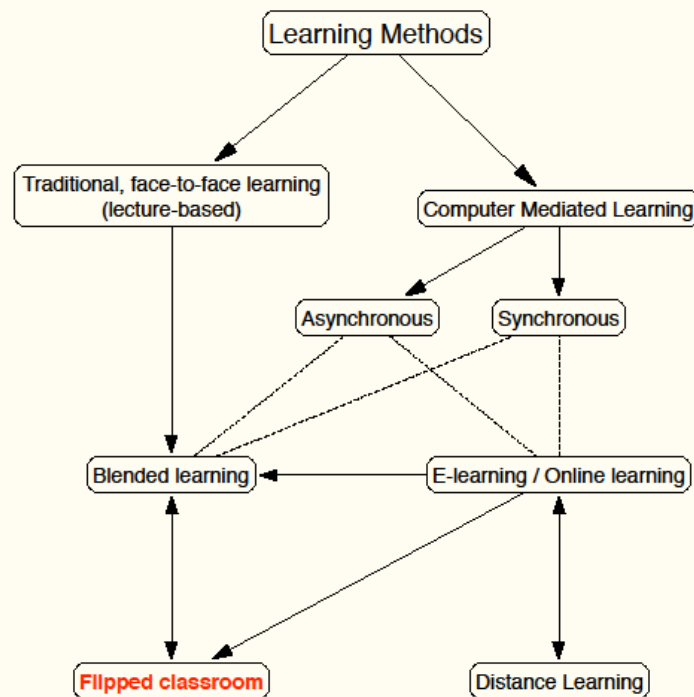 Learning Methods
Traditional, face-to-face learning
(lecture-based)
Computer Mediated Learning
Asynchronous
Synchronous
Blended learning
E-learning / Online learning
Flipped classroom
Distance Learning